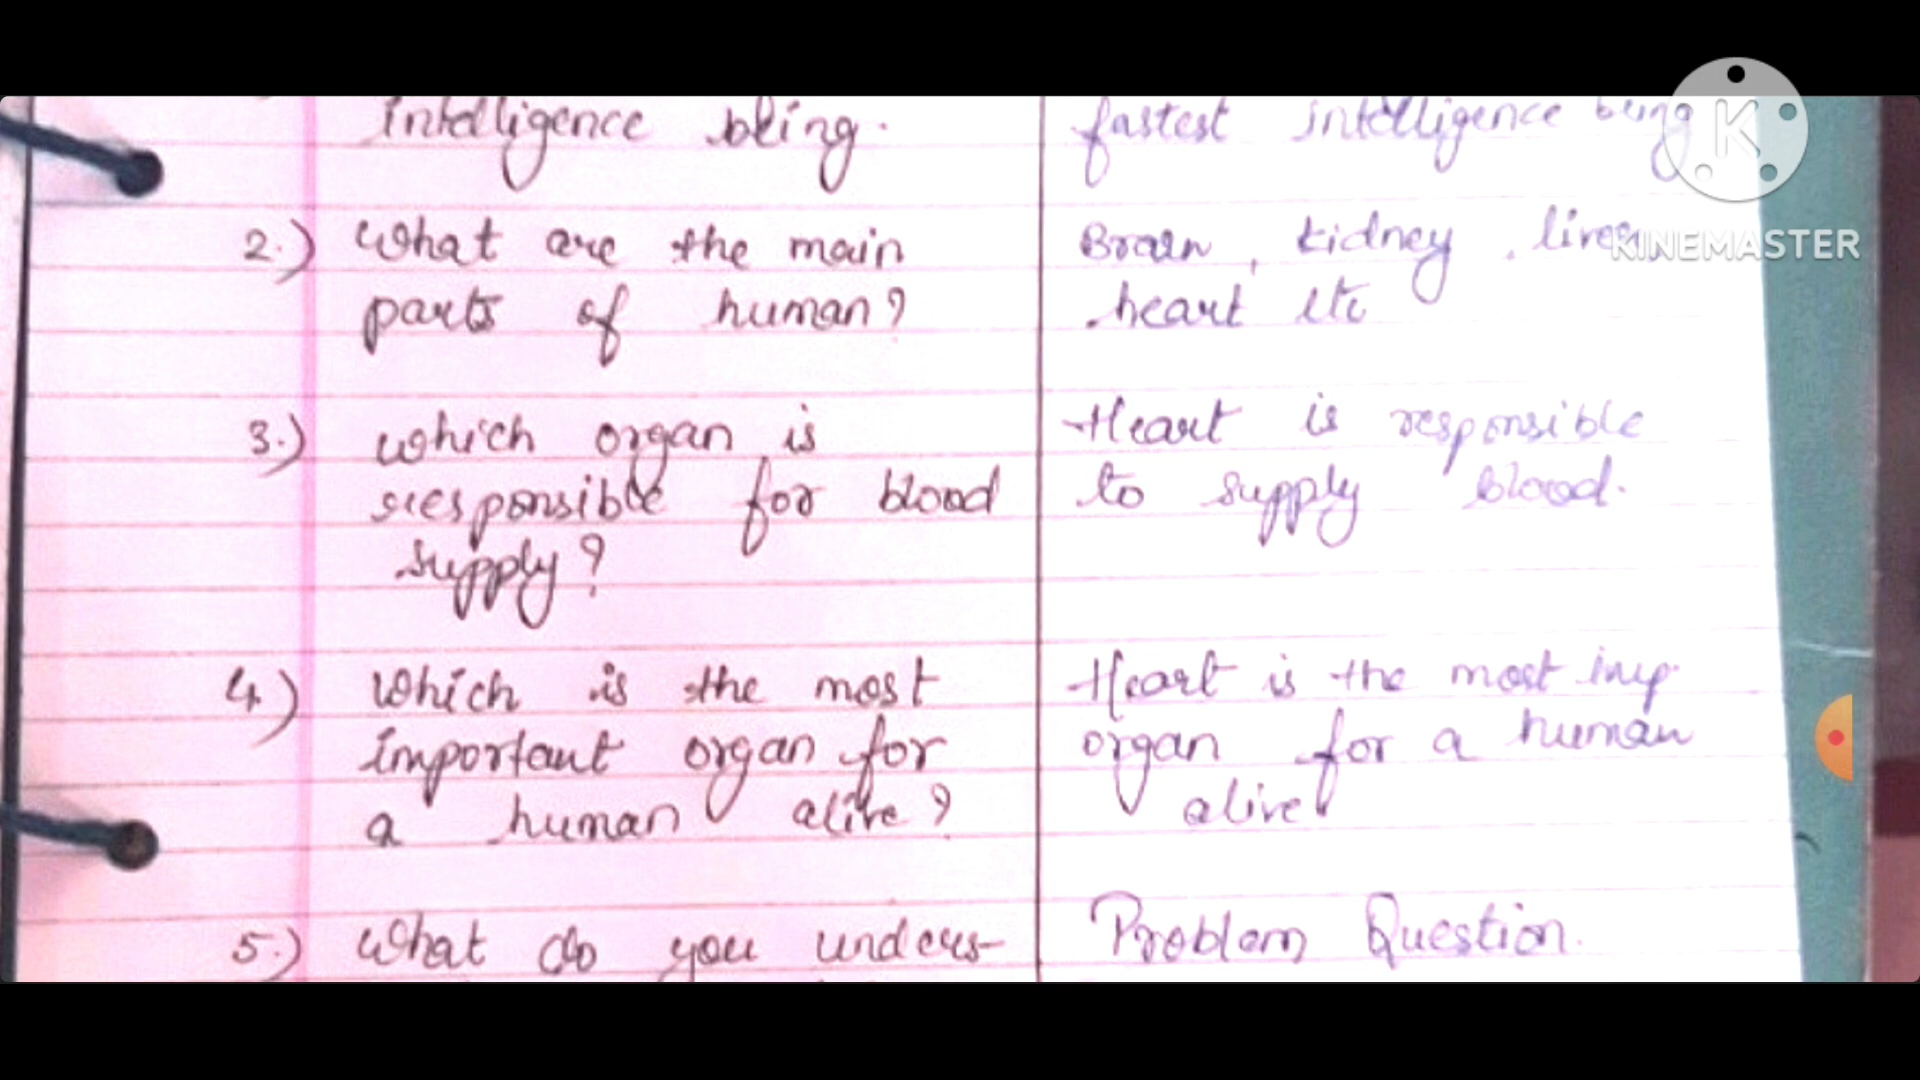 intelligence being.
fastest intelligence being
2.) What are the main
parts of human?
Brain, kidney, liver
heart etc
3.) Which organ is
responsible for blood
supply?
Heart is responsible
to supply blood.
4.) Which is the most
important organ for
a human alive?
Heart is the most imp.
organ for a human
alive
5.) What do you unders-
Problem Question.
K
KINEMASTER